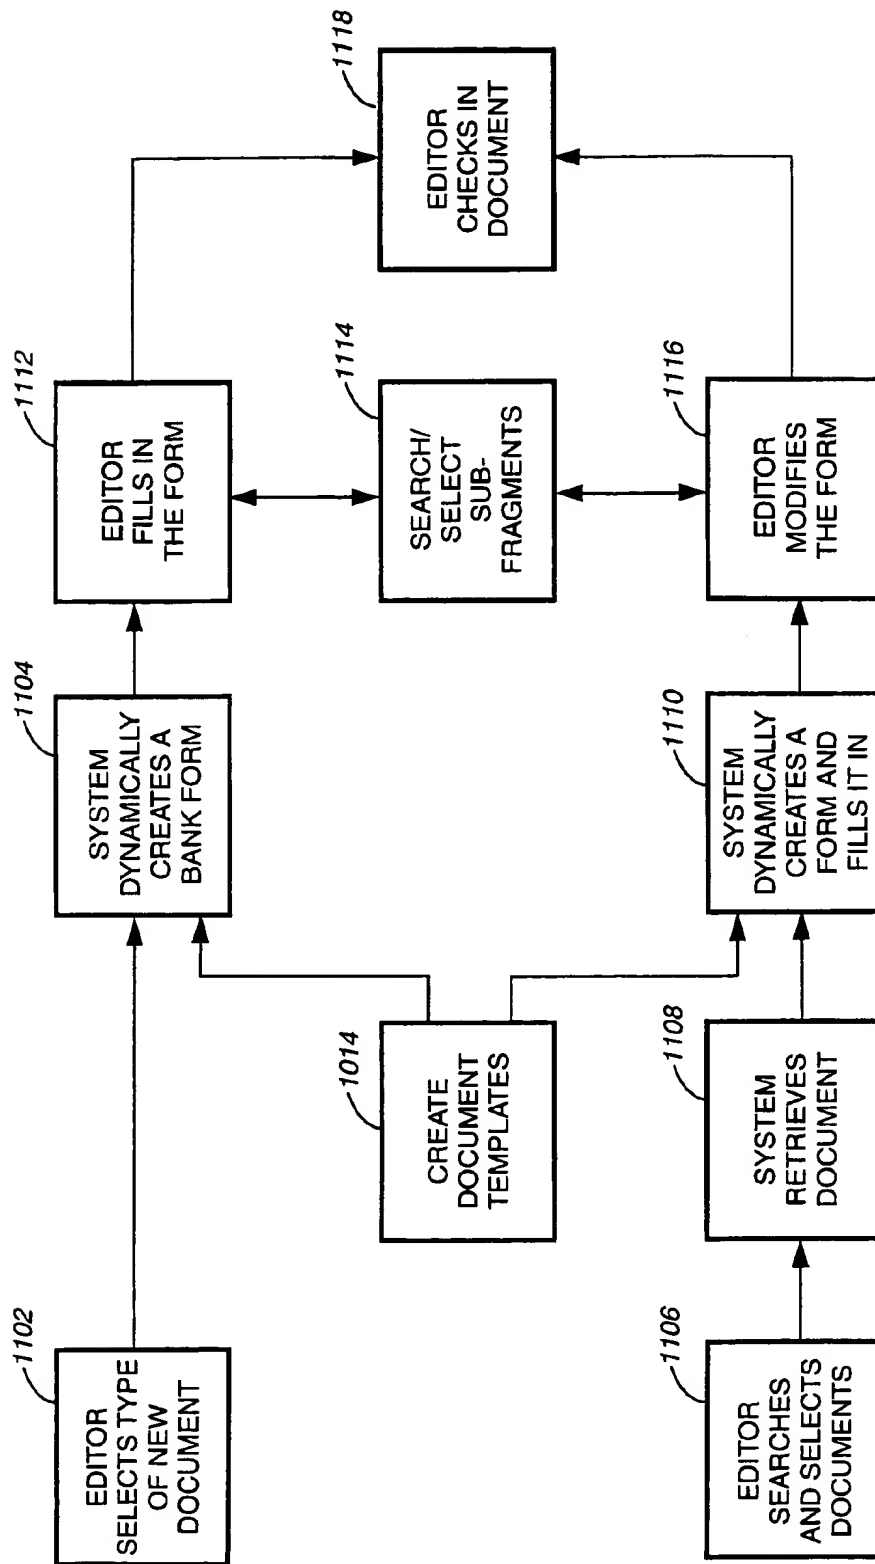 1102
EDITOR
SELECTS TYPE
OF NEW
DOCUMENT
1104
SYSTEM
DYNAMICALLY
CREATES A
BANK FORM
1112
EDITOR
FILLS IN
THE FORM
1014
CREATE
DOCUMENT
TEMPLATES
1114
SEARCH/
SELECT
SUB-
FRAGMENTS
1118
EDITOR
CHECKS IN
DOCUMENT
1106
EDITOR
SEARCHES
AND SELECTS
DOCUMENTS
1108
SYSTEM
RETRIEVES
DOCUMENT
1110
SYSTEM
DYNAMICALLY
CREATES A
FORM AND
FILLS IT IN
1116
EDITOR
MODIFIES
THE FORM